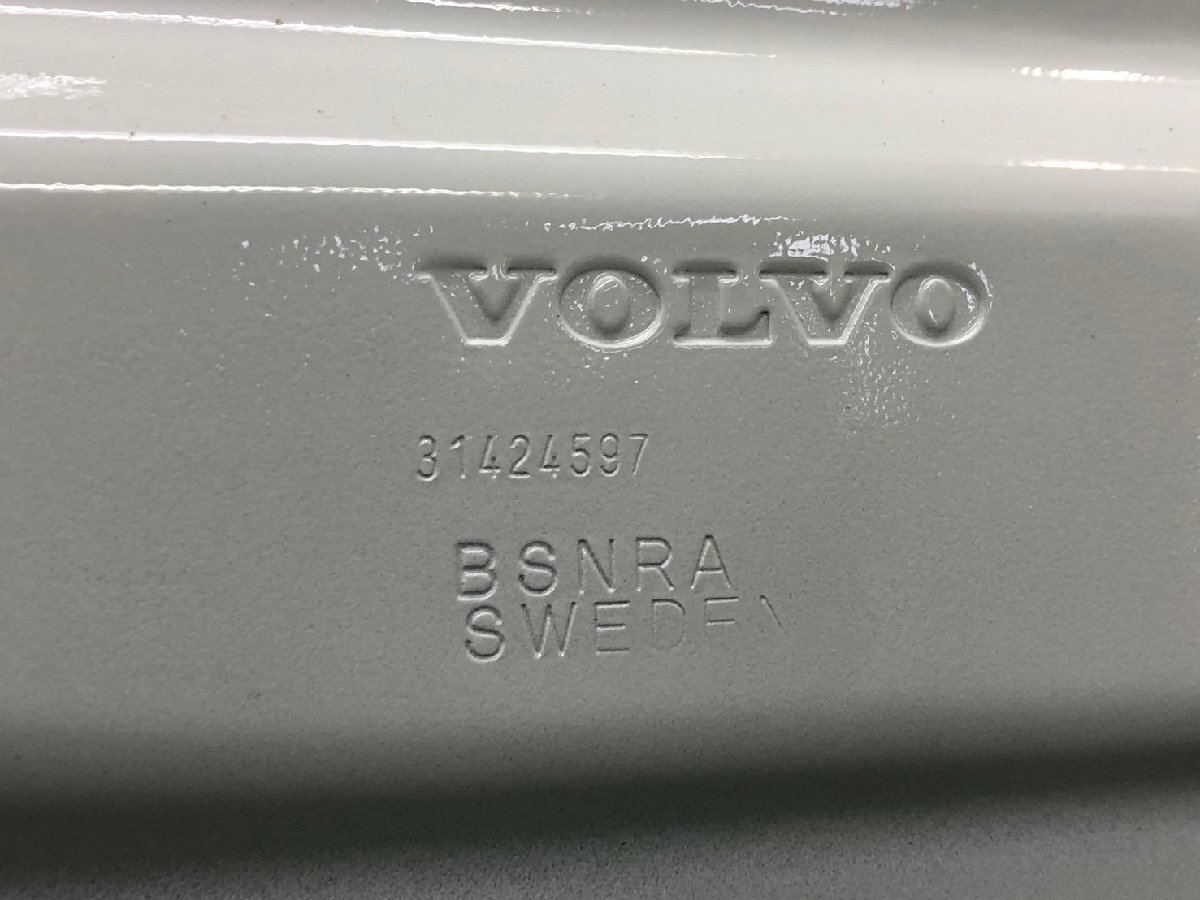 VOLVO
31424597
BSNRA
SWEDEN